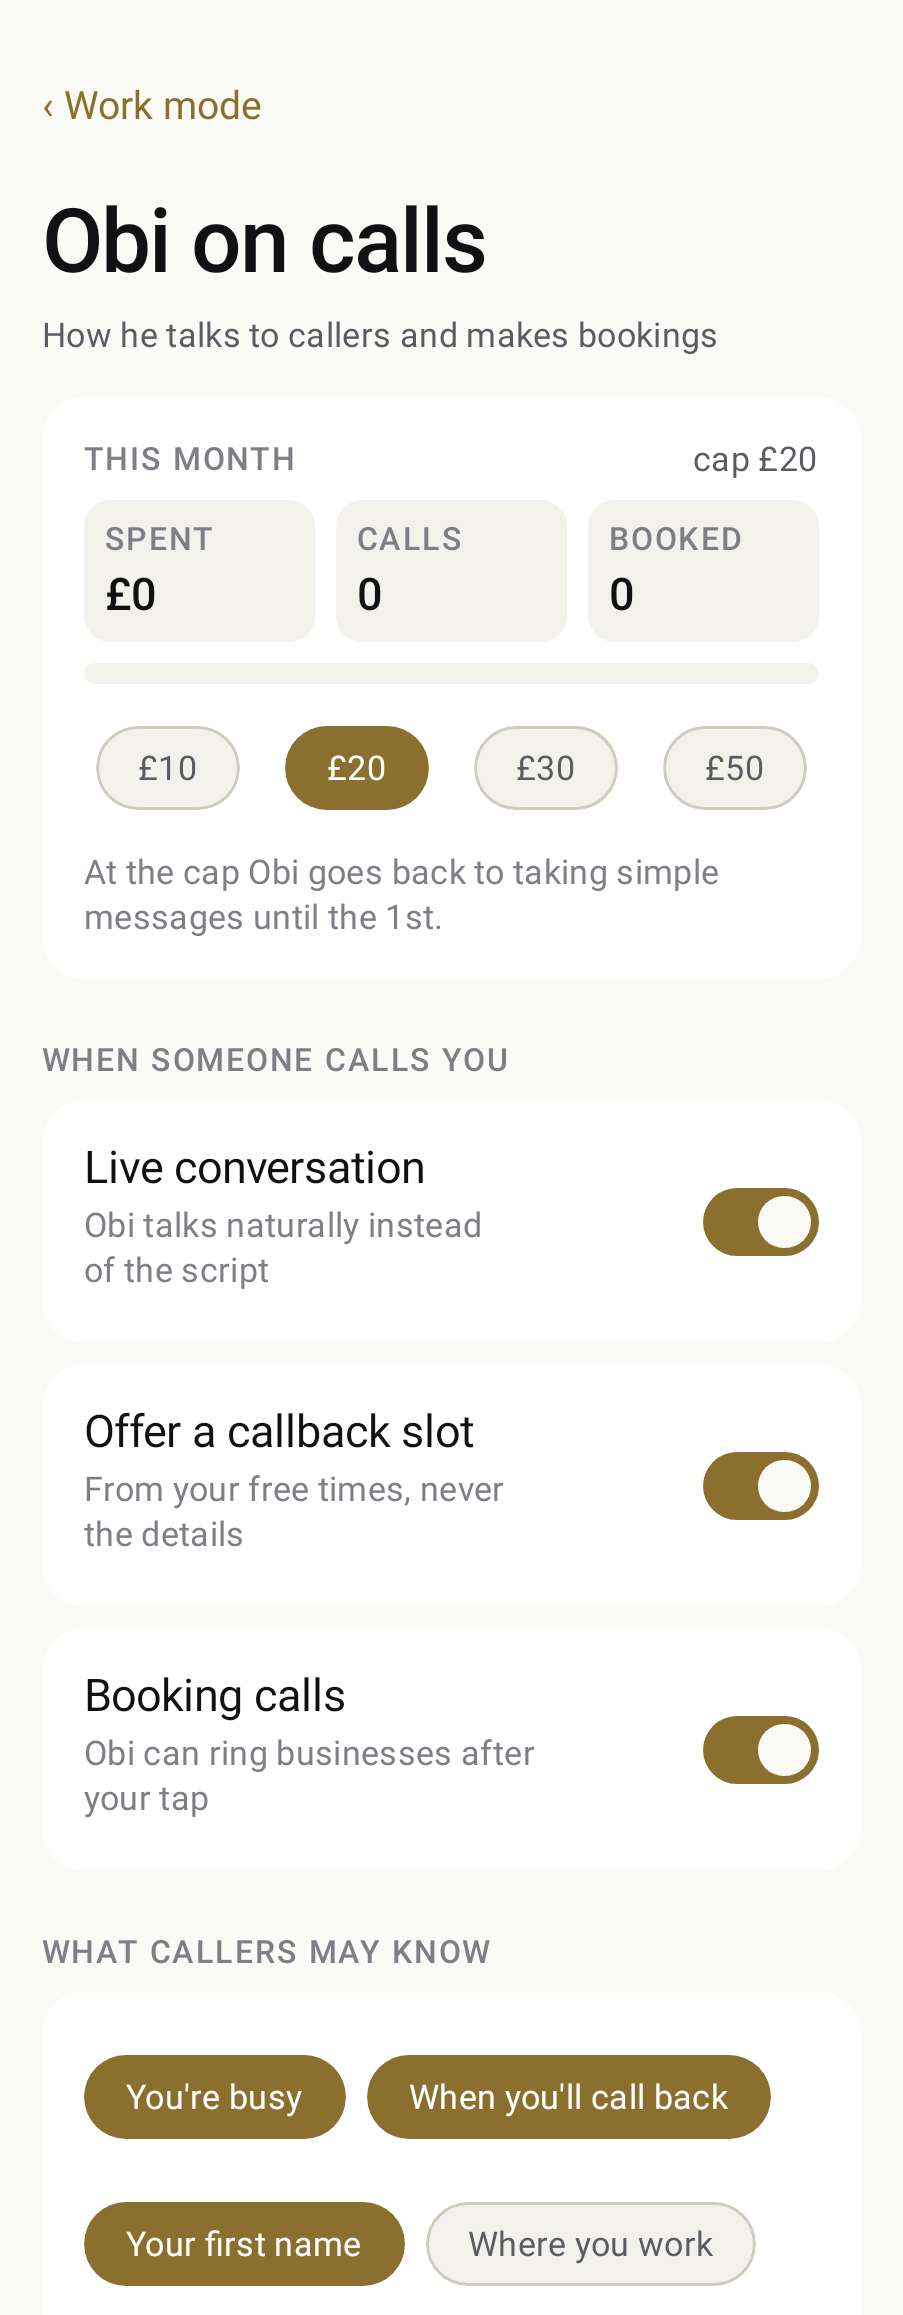 ‹ Work mode
Obi on calls
How he talks to callers and makes bookings
THIS MONTH cap £20
SPENT CALLS BOOKED
£0 0 0
£10 £20 £30 £50
At the cap Obi goes back to taking simple
messages until the 1st.
WHEN SOMEONE CALLS YOU
Live conversation
Obi talks naturally instead
of the script
Offer a callback slot
From your free times, never
the details
Booking calls
Obi can ring businesses after
your tap
WHAT CALLERS MAY KNOW
You're busy When you'll call back
Your first name Where you work